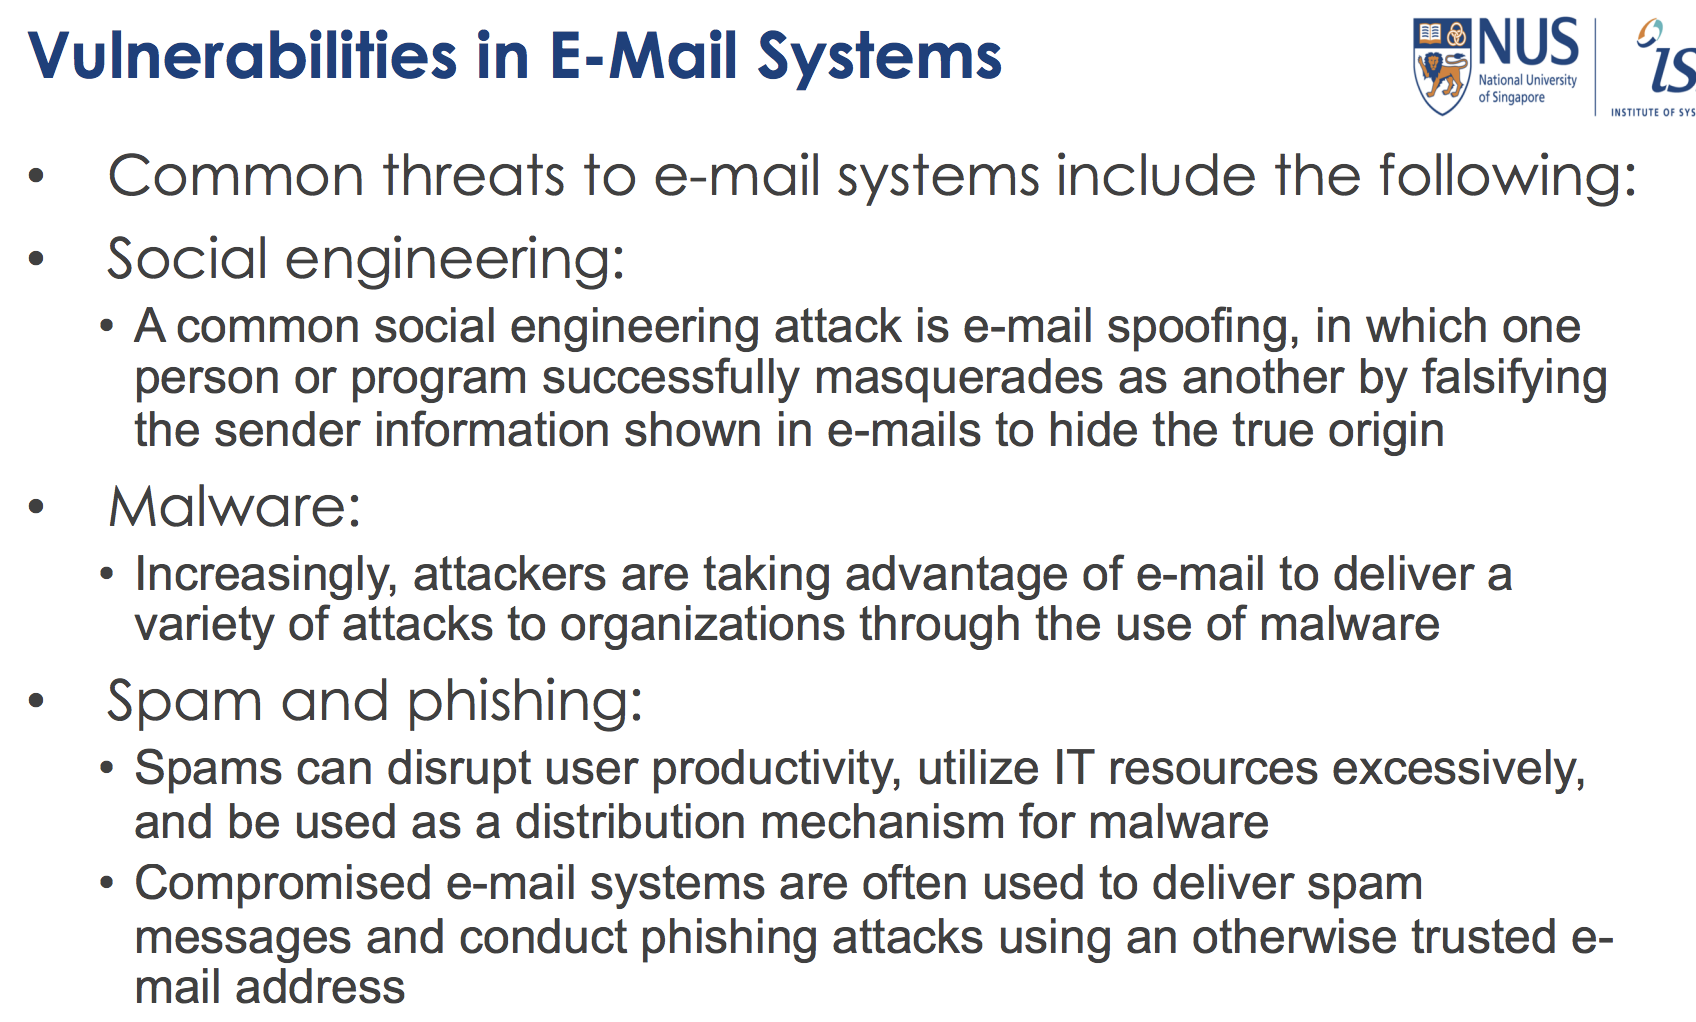 Vulnerabilities in E-Mail Systems
NUS
National University
of Singapore
INSTITUTE OF
• Common threats to e-mail systems include the following:
• Social engineering:
• A common social engineering attack is e-mail spoofing, in which one
person or program successfully masquerades as another by falsifying
the sender information shown in e-mails to hide the true origin
• Malware:
• Increasingly, attackers are taking advantage of e-mail to deliver a
variety of attacks to organizations through the use of malware
• Spam and phishing:
• Spams can disrupt user productivity, utilize IT resources excessively,
and be used as a distribution mechanism for malware
• Compromised e-mail systems are often used to deliver spam
messages and conduct phishing attacks using an otherwise trusted e-
mail address